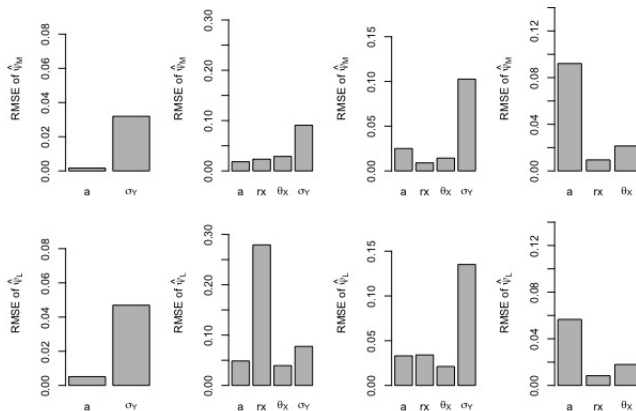 RMSE of ψ̂M
0.00 0.02 0.04 0.06 0.08
a σY
RMSE of ψ̂M
0.00 0.10 0.20 0.30
a rx θX σY
RMSE of ψ̂M
0.00 0.05 0.10 0.15
a rx θX σY
RMSE of ψ̂M
0.00 0.04 0.08 0.12
a rx θX
RMSE of ψ̂L
0.00 0.02 0.04 0.06 0.08
a σY
RMSE of ψ̂L
0.00 0.10 0.20 0.30
a rx θX σY
RMSE of ψ̂L
0.00 0.05 0.10 0.15
a rx θX σY
RMSE of ψ̂L
0.00 0.04 0.08 0.12
a rx θX